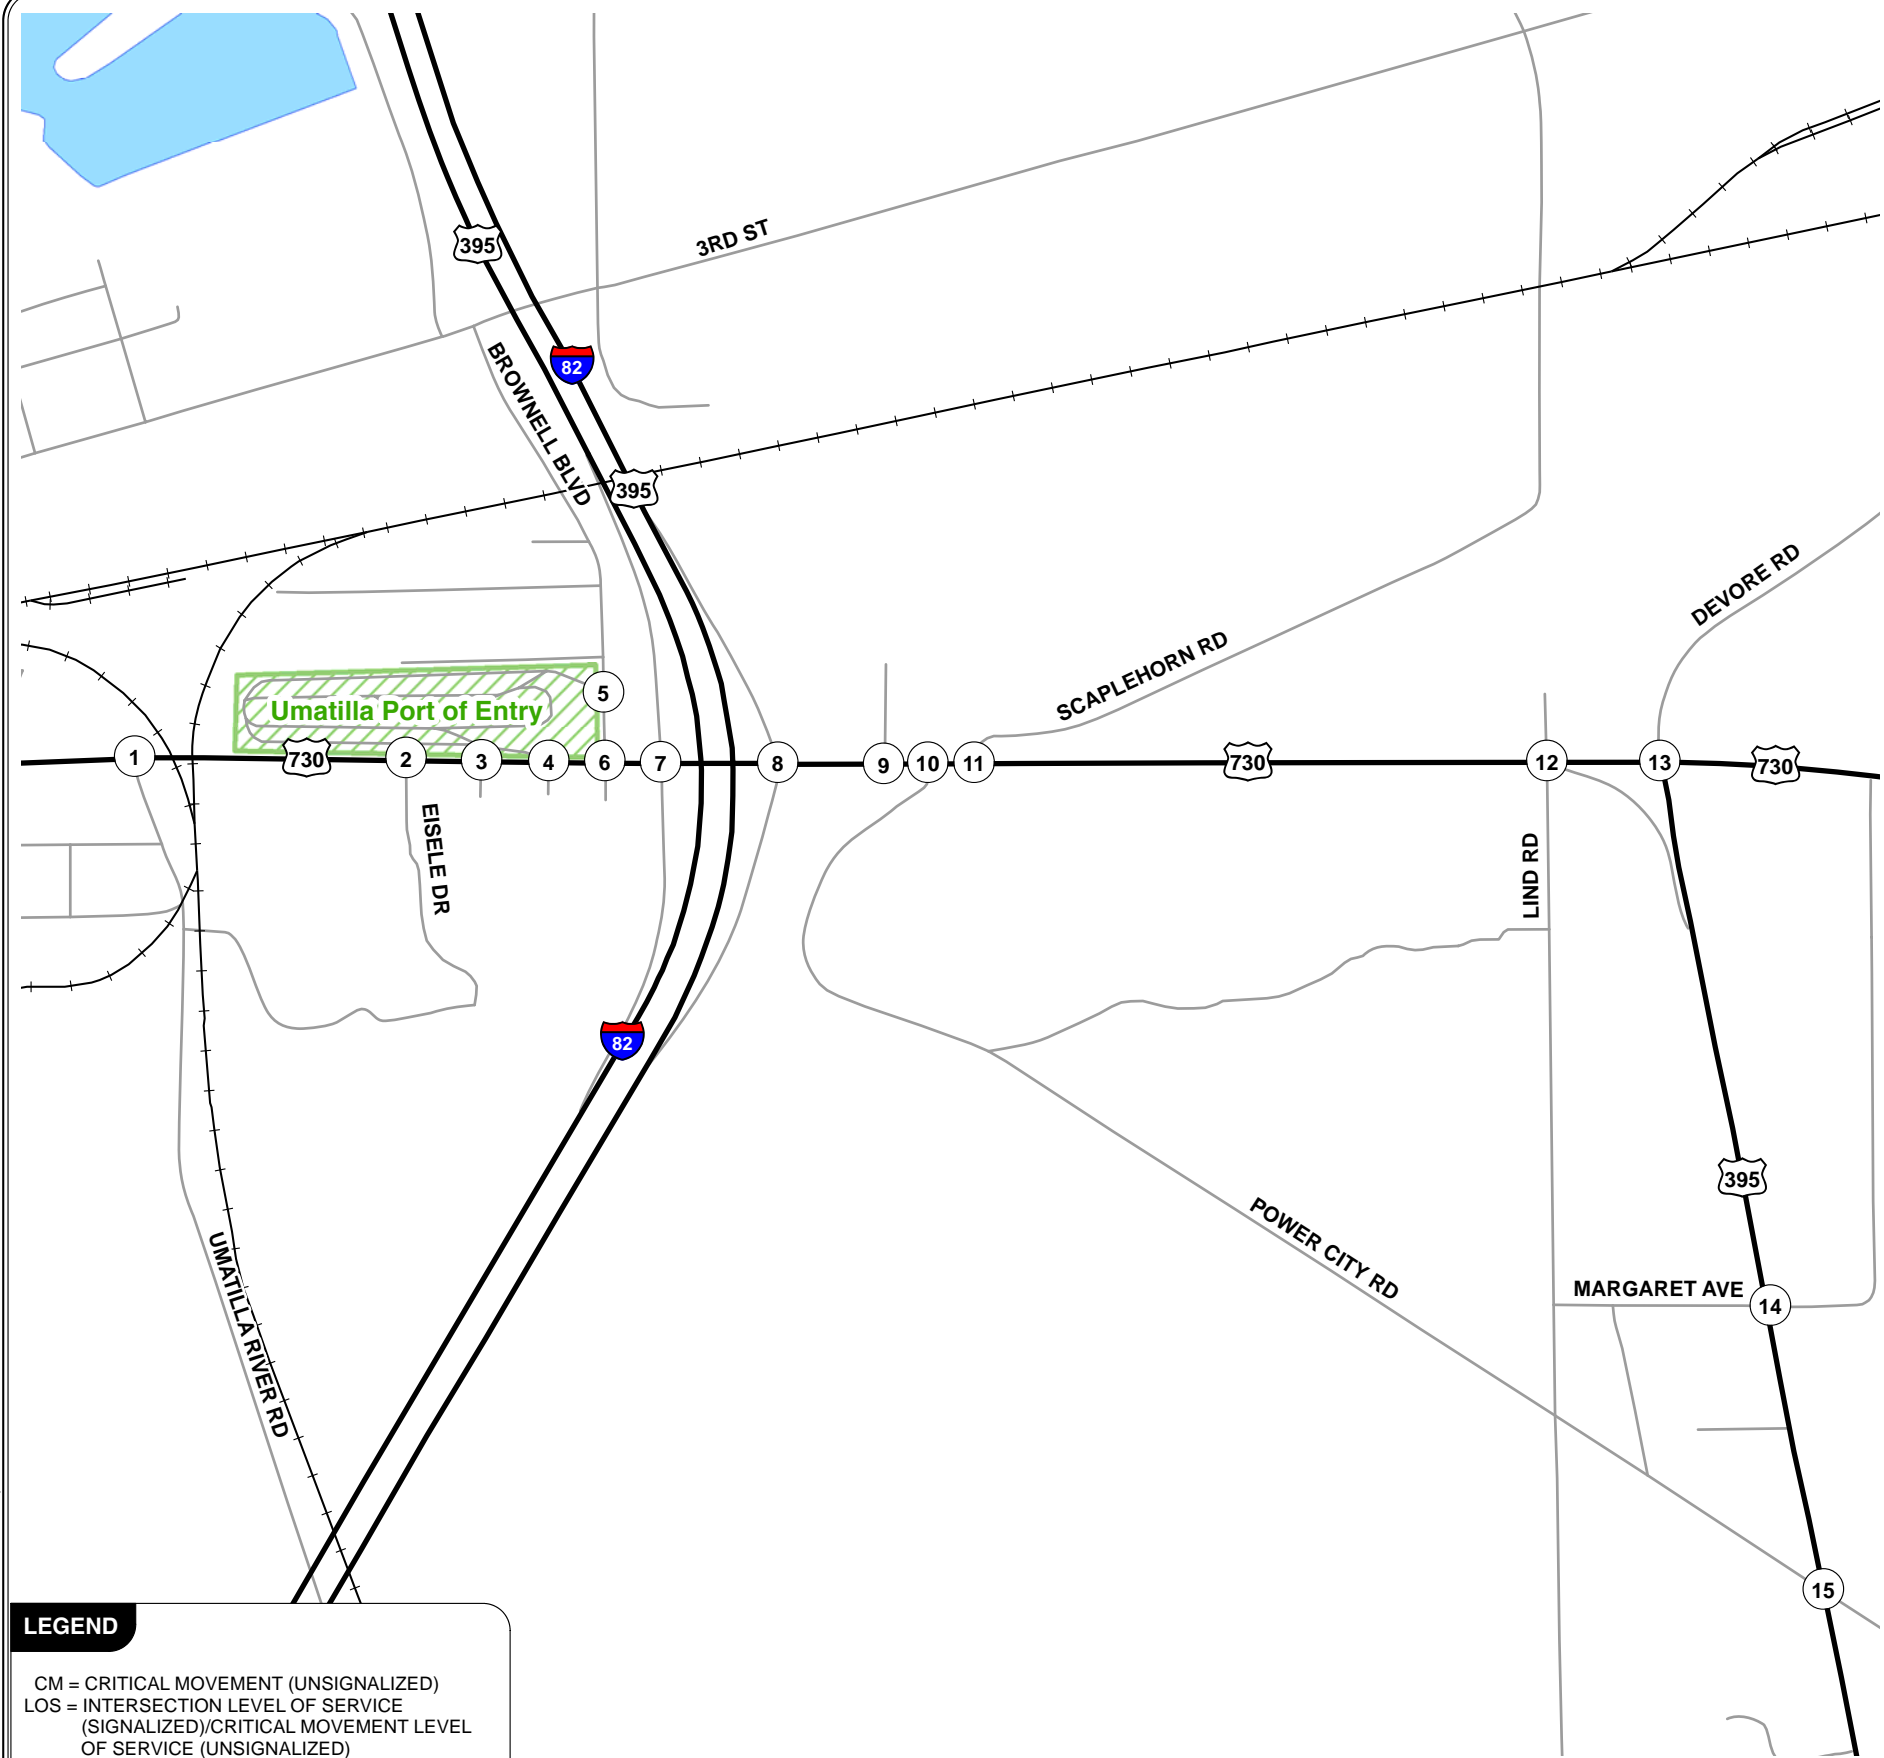 395
3RD ST
82
BROWNELL BLVD
395
DEVORE RD
SCAPLEHORN RD
5
Umatilla Port of Entry
1
730
2
3
4
6
7
8
9
10
11
730
12
13
730
EISELE DR
LIND RD
82
395
POWER CITY RD
UMATILLA RIVER RD
MARGARET AVE
14
15
LEGEND
CM = CRITICAL MOVEMENT (UNSIGNALIZED)
LOS = INTERSECTION LEVEL OF SERVICE
(SIGNALIZED)/CRITICAL MOVEMENT LEVEL
OF SERVICE (UNSIGNALIZED)